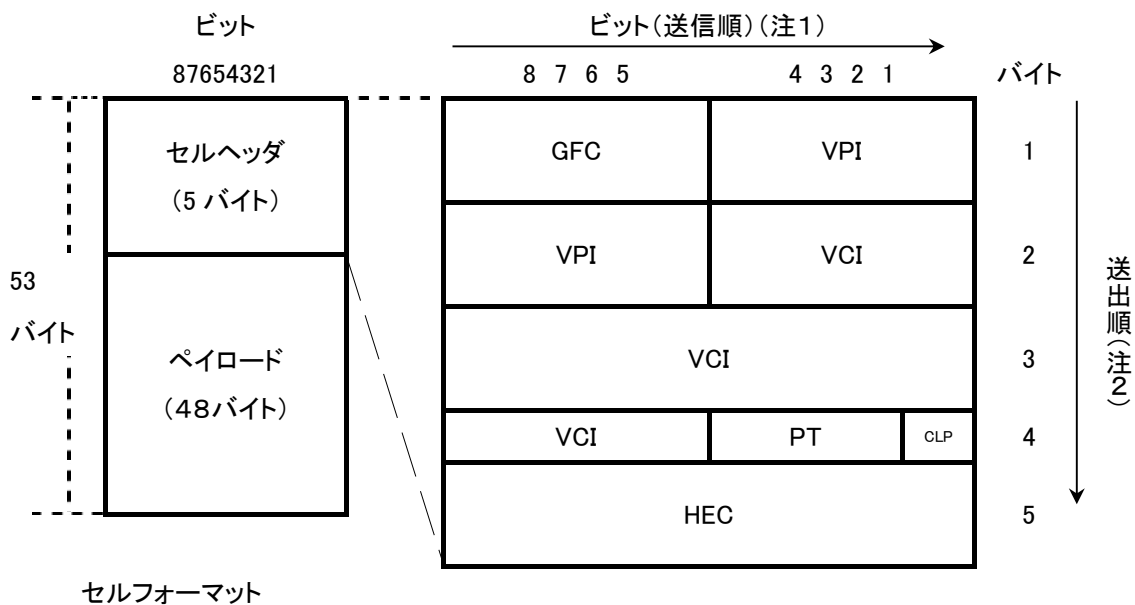 ビット
ビット(送信順)(注1)
87654321
8 7 6 5
4 3 2 1
バイト
セルヘッダ
(5 バイト)
GFC
VPI
1
VPI
VCI
2
53
バイト
ペイロード
(48バイト)
VCI
3
VCI
PT
CLP
4
HEC
5
送出順(注2)
セルフォーマット